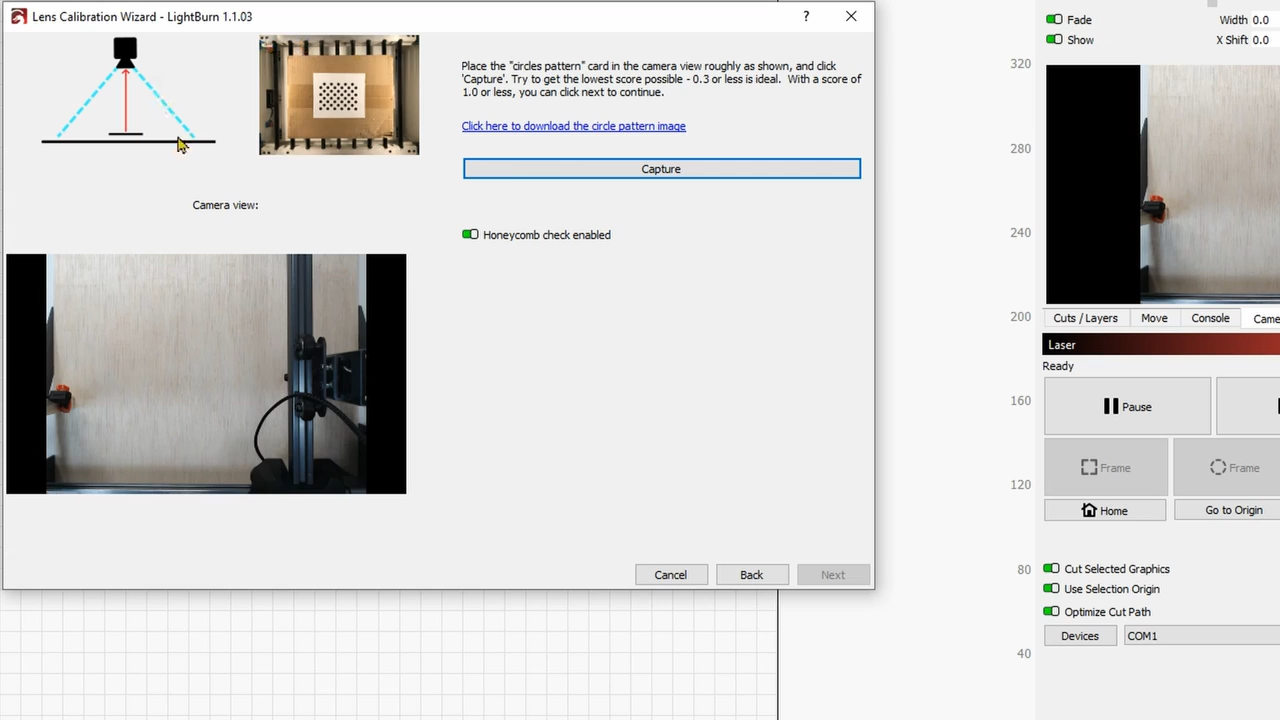 Lens Calibration Wizard - LightBurn 1.1.03
?
Place the "circles pattern" card in the camera view roughly as shown, and click
'Capture'. Try to get the lowest score possible - 0.3 or less is ideal.  With a score of
1.0 or less, you can click next to continue.
Click here to download the circle pattern image
Capture
Camera view:
Honeycomb check enabled
Cancel
Back
Next
320
280
240
200
160
120
80
40
Fade
Width 0.0
Show
X Shift 0.0
Cuts / Layers
Move
Console
Came
Laser
Ready
Pause
Frame
Frame
Home
Go to Origin
Cut Selected Graphics
Use Selection Origin
Optimize Cut Path
Devices
COM1